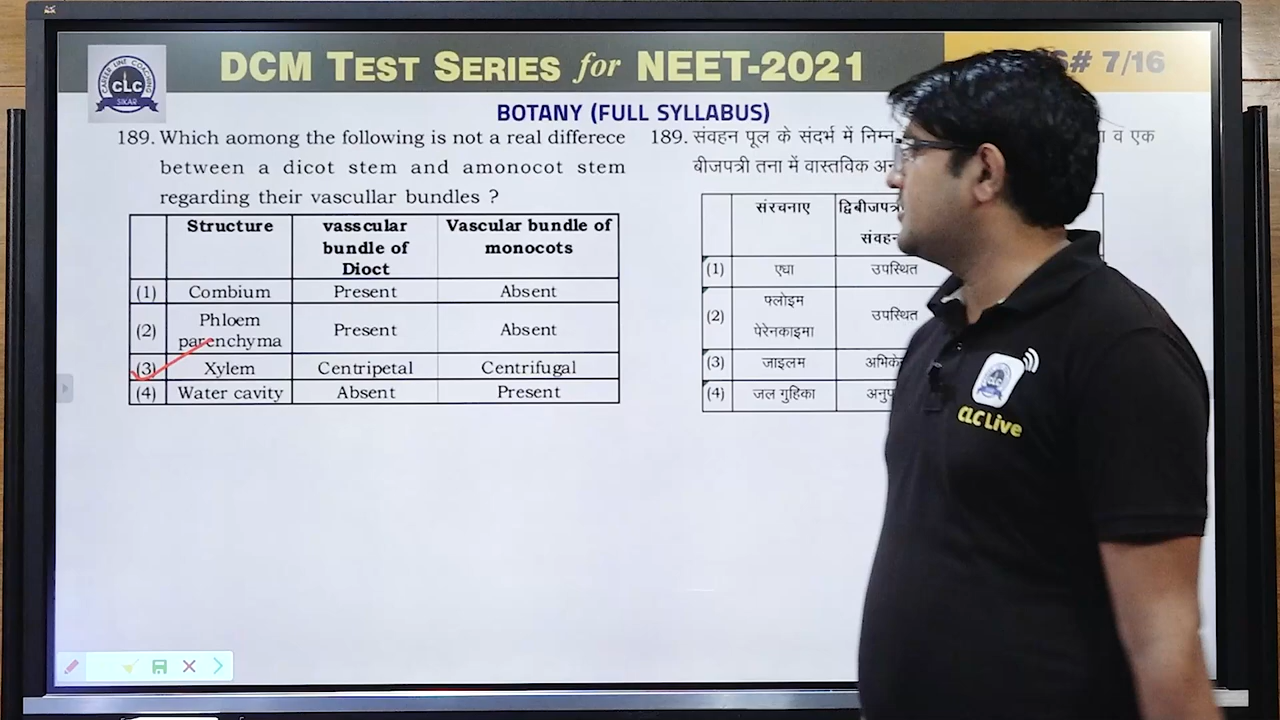 DCM TEST SERIES for NEET-2021
# 7/16
CAREER LINE COACHING
CLC
SIKAR
BOTANY (FULL SYLLABUS)
189. Which aomong the following is not a real differece
between a dicot stem and amonocot stem
regarding their vascullar bundles ?
Structure
vasscular bundle of Dioct
Vascular bundle of monocots
(1) Combium Present Absent
(2) Phloem parenchyma Present Absent
(3) Xylem Centripetal Centrifugal
(4) Water cavity Absent Present
189. संवहन पूल के संदर्भ में निम्न
व एक
बीजपत्री तना में वास्तविक
संरचनाए
(1) एधा उपस्थित
(2) फ्लोइम पेरेनकाइमा उपस्थित
(3) जाइलम
(4) जल गुहिका
CLC Live